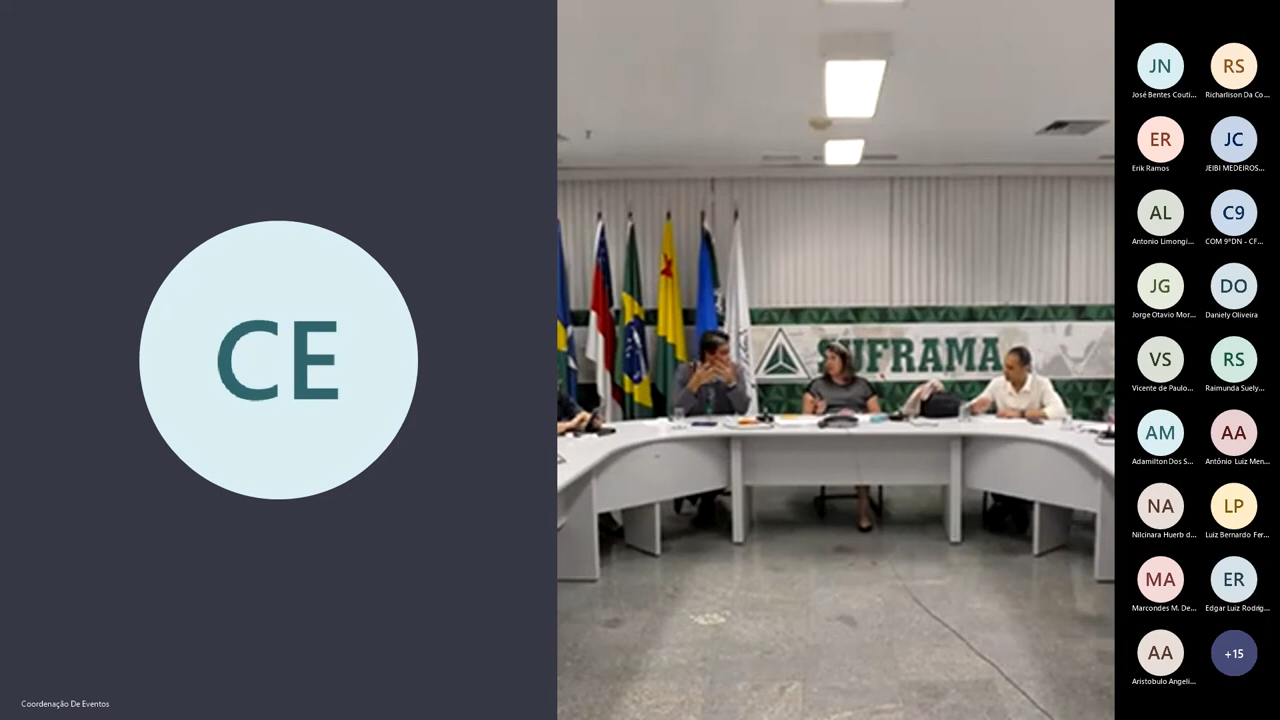 CE
Coordenação De Eventos
SUFRAMA
JN
RS
José Bentes Couti...
Richarlison Da Co...
ER
JC
Erik Ramos
JEIBI MEDEIROS...
AL
C9
Antonio Limongi...
COM 9ºDN - CF...
JG
DO
Jorge Otavio Mor...
Daniely Oliveira
VS
RS
Vicente de Paulo...
Raimunda Suely...
AM
AA
Adamilton Dos S...
Antônio Luiz Men...
NA
LP
Nilcinara Huerb d...
Luiz Bernardo Fer...
MA
ER
Marcondes M. De...
Edgar Luiz Rodrig...
AA
+15
Aristobulo Angeli...